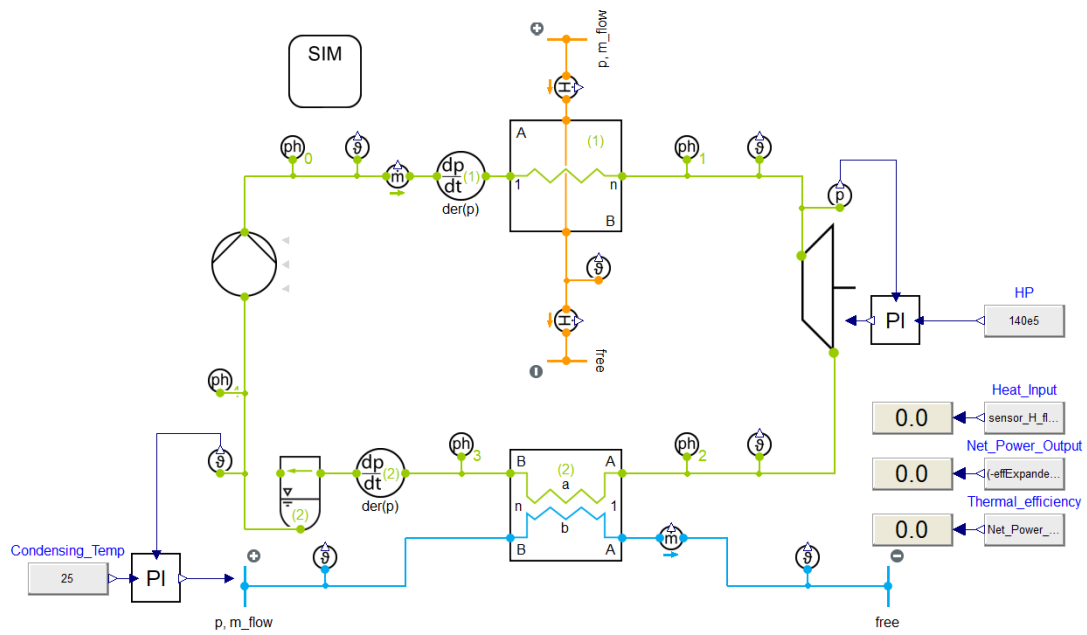 SIM
p, m_flow
A
(1)
1
n
B
ph
0
ϑ
ṁ
dp
dt
(1)
der(p)
ph
1
ϑ
p
ϑ
HP
PI
140e5
free
ph
4
Heat_Input
0.0
sensor_H_fl...
Net_Power_Output
0.0
(-effExpande...
Thermal_efficiency
0.0
Net_Power_...
ϑ
(2)
dp
dt
(2)
der(p)
ph
3
B
(2)
A
a
n
1
b
B
A
ph
2
ϑ
ṁ
Condensing_Temp
25
PI
ϑ
ϑ
p, m_flow
free